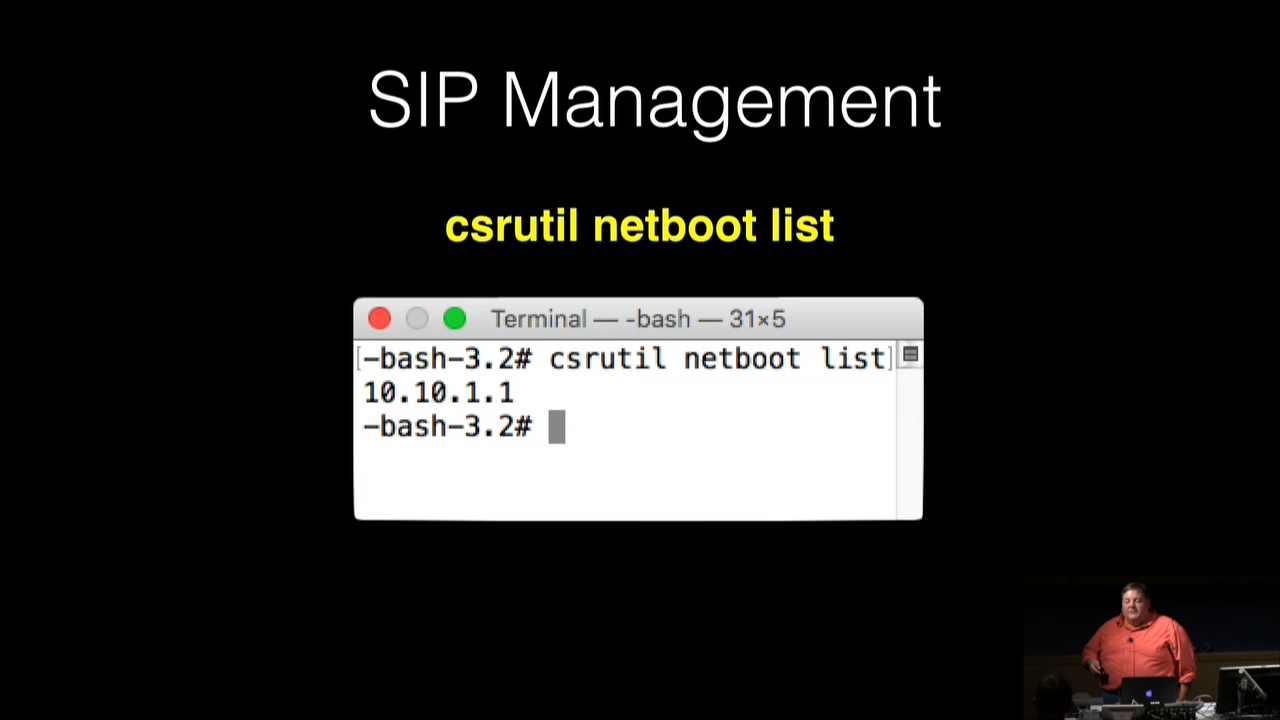 SIP Management
csrutil netboot list
Terminal — -bash — 31×5
[-bash-3.2# csrutil netboot list]
10.10.1.1
-bash-3.2#